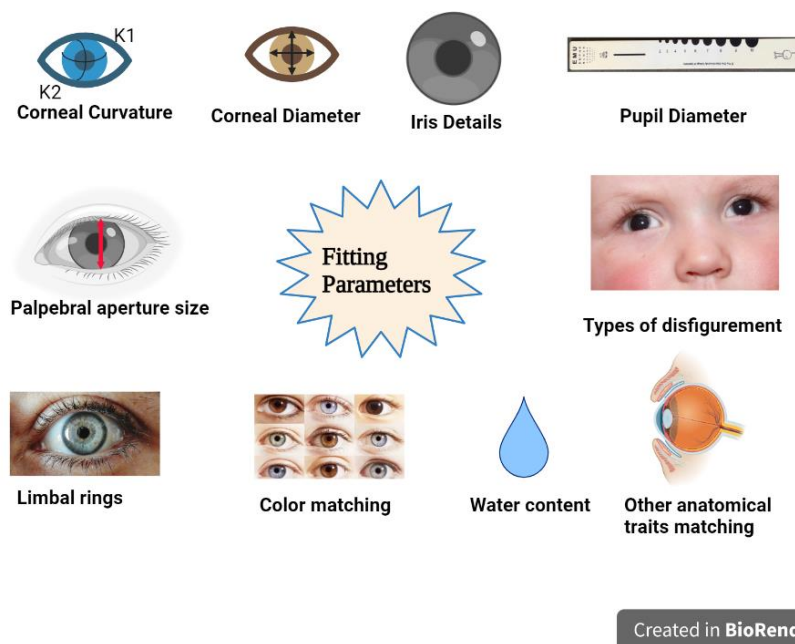 K1
K2
Corneal Curvature
Corneal Diameter
Iris Details
EMU
Pupil Diameter
Palpebral aperture size
Fitting
Parameters
Types of disfigurement
Limbal rings
Color matching
Water content
Other anatomical
traits matching
Created in BioRend